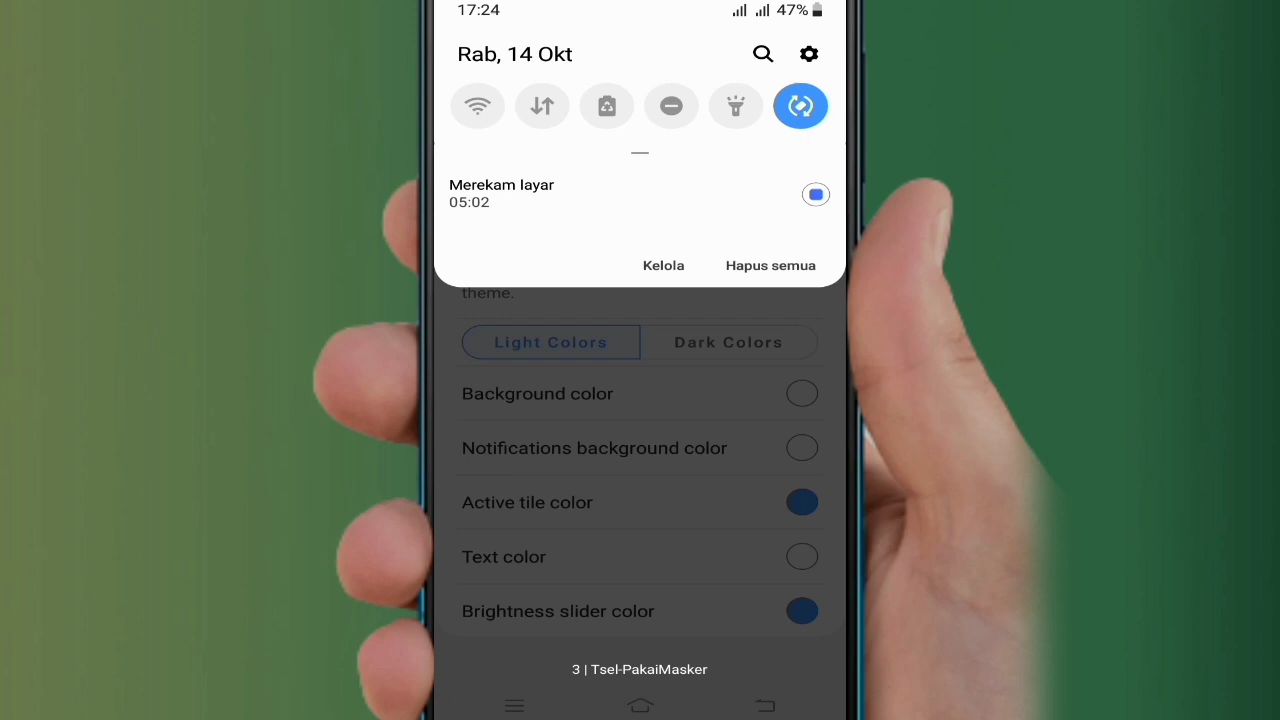 17:24 47%
Rab, 14 Okt
Merekam layar
05:02
Kelola Hapus semua
theme.
Light Colors Dark Colors
Background color
Notifications background color
Active tile color
Text color
Brightness slider color
3 | Tsel-PakaiMasker